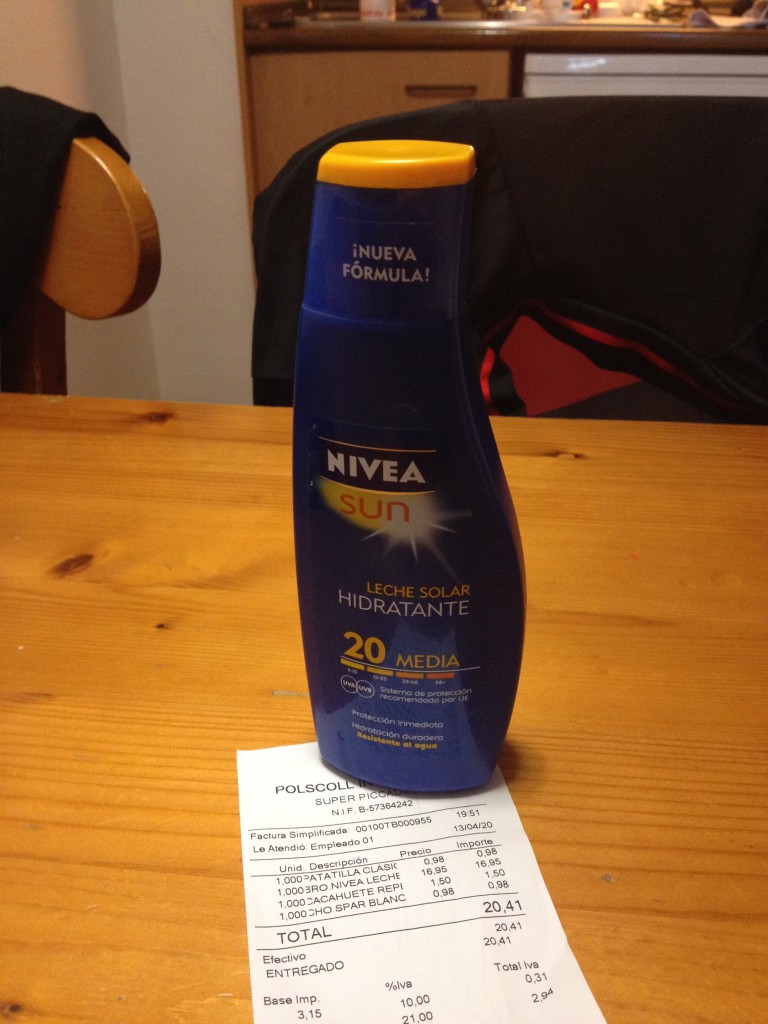 ¡NUEVA
FÓRMULA!
NIVEA
sun
LECHE SOLAR
HIDRATANTE
20 MEDIA
UVA UVB
Sistema de protección
recomendado por UE
Protección inmediata
Hidratación duradera
Resistente al agua
POLSCOLL
SUPER
N.I.F. B-57364242
Factura Simplificada: 00100TB000955 19:51
Le Atendió: Empleado 01 13/04/20
Unid. Descripción Precio Importe
1,000 PATATILLA CLASIC 0,98 0,98
1,000 BRO.NIVEA LECHE 16,95 16,95
1,000 CACAHUETE REPI 1,50 1,50
1,000 CHO SPAR BLANC 0,98 0,98
TOTAL 20,41
Efectivo 20,41
ENTREGADO 20,41
Base Imp. %Iva Total Iva
3,15 10,00 0,31
21,00 2,94